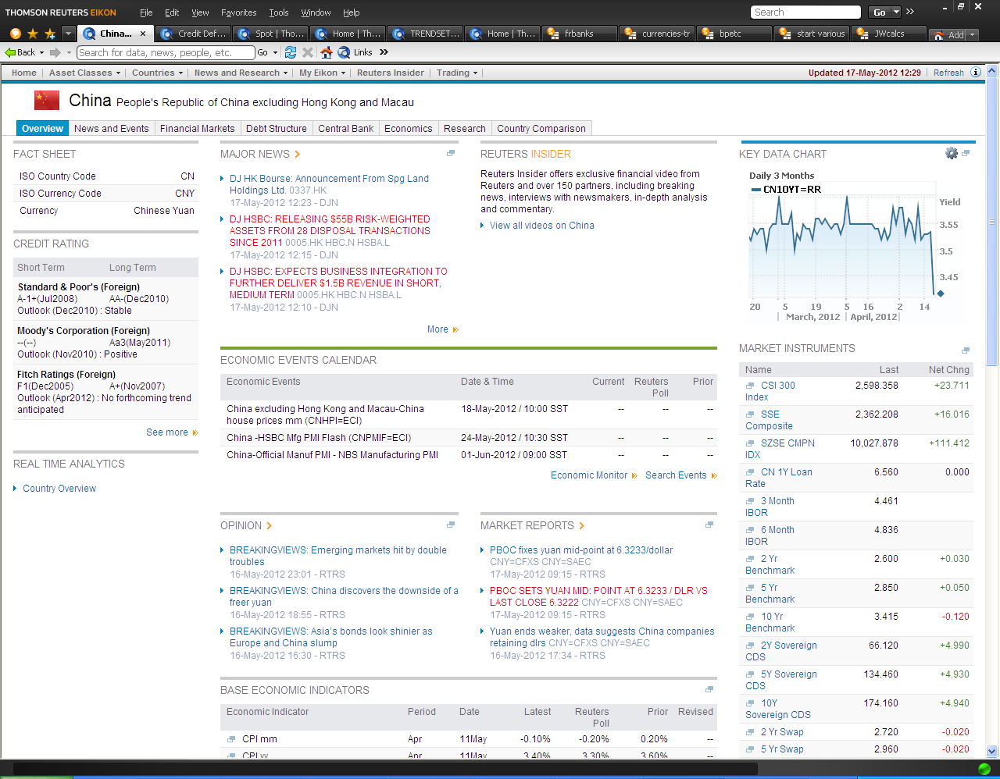 THOMSON REUTERS EIKON File Edit View Favorites Tools Window Help Search Go
China... Credit Def... Spot | Tho... Home | Th... TRENDSET... Home | Th... frbanks currencies-tr bpetc start various JWcalcs Add
Back Search for data, news, people, etc. Go Links
Home Asset Classes Countries News and Research My Eikon Reuters Insider Trading Updated 17-May-2012 12:29 Refresh
China People's Republic of China excluding Hong Kong and Macau
Overview News and Events Financial Markets Debt Structure Central Bank Economics Research Country Comparison
FACT SHEET
ISO Country Code CN
ISO Currency Code CNY
Currency Chinese Yuan
CREDIT RATING
Short Term Long Term
Standard & Poor's (Foreign)
A-1+(Jul2008) AA-(Dec2010)
Outlook (Dec2010) : Stable
Moody's Corporation (Foreign)
--(--) Aa3(May2011)
Outlook (Nov2010) : Positive
Fitch Ratings (Foreign)
F1(Dec2005) A+(Nov2007)
Outlook (Apr2012) : No forthcoming trend
anticipated
See more
REAL TIME ANALYTICS
Country Overview
MAJOR NEWS
DJ HK Bourse: Announcement From Spg Land
Holdings Ltd. 0337.HK
17-May-2012 12:23 - DJN
DJ HSBC: RELEASING $55B RISK-WEIGHTED
ASSETS FROM 28 DISPOSAL TRANSACTIONS
SINCE 2011 0005.HK HBC.N HSBA.L
17-May-2012 12:15 - DJN
DJ HSBC: EXPECTS BUSINESS INTEGRATION TO
FURTHER DELIVER $1.5B REVENUE IN SHORT,
MEDIUM TERM 0005.HK HBC.N HSBA.L
17-May-2012 12:10 - DJN
More
REUTERS INSIDER
Reuters Insider offers exclusive financial video from
Reuters and over 150 partners, including breaking
news, interviews with newsmakers, in-depth analysis
and commentary.
View all videos on China
ECONOMIC EVENTS CALENDAR
Economic Events Date & Time Current Reuters Prior
Poll
China excluding Hong Kong and Macau-China 18-May-2012 / 10:00 SST -- -- --
house prices mm (CNHPI=ECI)
China -HSBC Mfg PMI Flash (CNPMIF=ECI) 24-May-2012 / 10:30 SST -- -- --
China-Official Manuf PMI - NBS Manufacturing PMI 01-Jun-2012 / 09:00 SST -- -- --
Economic Monitor Search Events
OPINION
BREAKINGVIEWS: Emerging markets hit by double
troubles
16-May-2012 23:01 - RTRS
BREAKINGVIEWS: China discovers the downside of a
freer yuan
16-May-2012 18:55 - RTRS
BREAKINGVIEWS: Asia's bonds look shinier as
Europe and China slump
16-May-2012 16:30 - RTRS
MARKET REPORTS
PBOC fixes yuan mid-point at 6.3233/dollar
CNY=CFXS CNY=SAEC
17-May-2012 09:15 - RTRS
PBOC SETS YUAN MID: POINT AT 6.3233 / DLR VS
LAST CLOSE 6.3222 CNY=CFXS CNY=SAEC
17-May-2012 09:15 - RTRS
Yuan ends weaker, data suggests China companies
retaining dlrs CNY=CFXS CNY=SAEC
16-May-2012 17:34 - RTRS
BASE ECONOMIC INDICATORS
Economic Indicator Period Date Latest Reuters Prior Revised
Poll
CPI mm Apr 11May -0.10% -0.20% 0.20% --
CPI yy Apr 11May 3.40% 3.30% 3.60% --
KEY DATA CHART
Daily 3 Months
CN10YT=RR
Yield
3.55
3.5
3.45
20 5 19 5 16 2 14
March, 2012 April, 2012
MARKET INSTRUMENTS
Name Last Net Chng
CSI 300 2,598.358 +23.711
Index
SSE 2,362.208 +16.016
Composite
SZSE CMPN 10,027.878 +111.412
IDX
CN 1Y Loan 6.560 0.000
Rate
3 Month 4.461
IBOR
6 Month 4.836
IBOR
2 Yr 2.600 +0.030
Benchmark
5 Yr 2.850 +0.050
Benchmark
10 Yr 3.415 -0.120
Benchmark
2Y Sovereign 66.120 +4.990
CDS
5Y Sovereign 134.460 +4.930
CDS
10Y 174.160 +4.940
Sovereign CDS
2 Yr Swap 2.720 -0.020
5 Yr Swap 2.960 -0.020